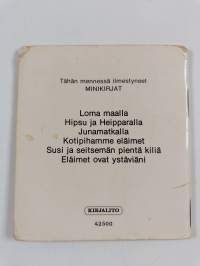 Tähän mennessä ilmestyneet
MINIKIRJAT
Loma maalla
Hipsu ja Heipparalla
Junamatkalla
Kotipihamme eläimet
Susi ja seitsemän pientä kiliä
Eläimet ovat ystäviäni
KIRJALITO
42500